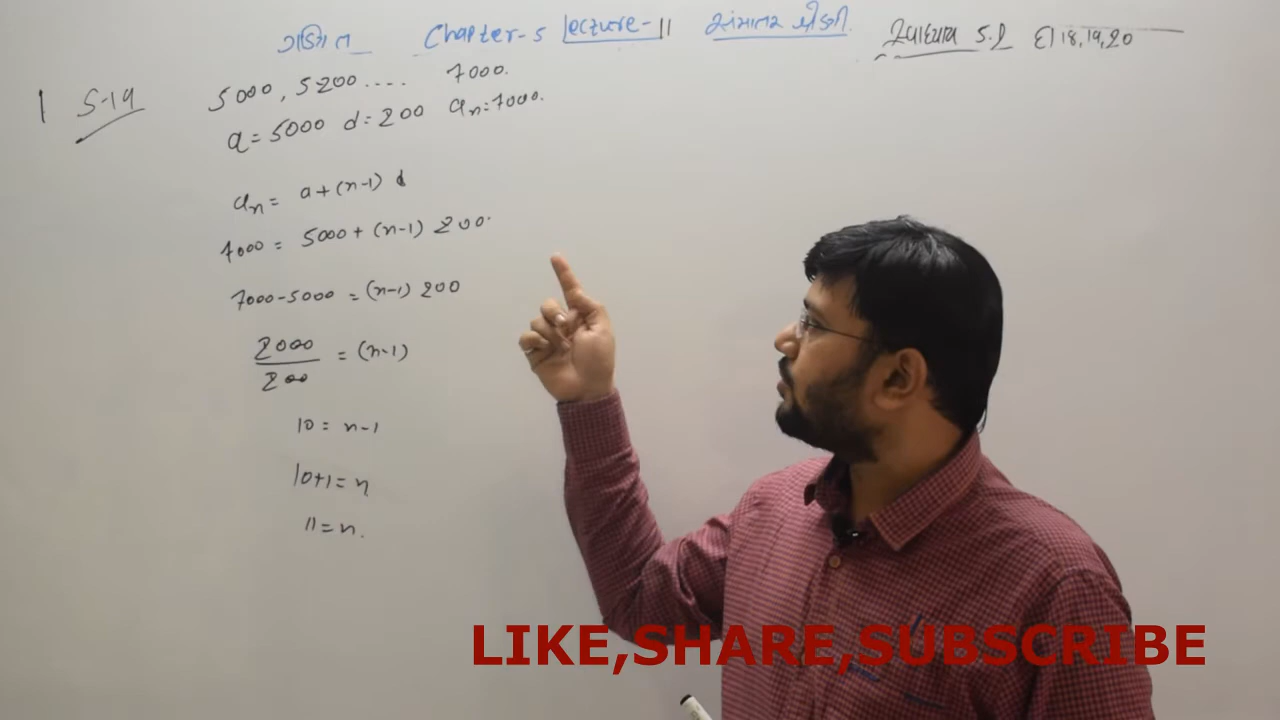 ગણિત Chapter-5 lecture-11 સમાંતર શ્રેણી સ્વાધ્યાય 5.2 દા 18,19,20
S-19 5000, 5200.... 7000.
a = 5000 d = 200 an = 7000.
an = a + (n-1) d
7000 = 5000 + (n-1) 200.
7000-5000 = (n-1) 200
2000/200 = (n-1)
10 = n-1
10+1 = n
11 = n.
LIKE,SHARE,SUBSCRIBE